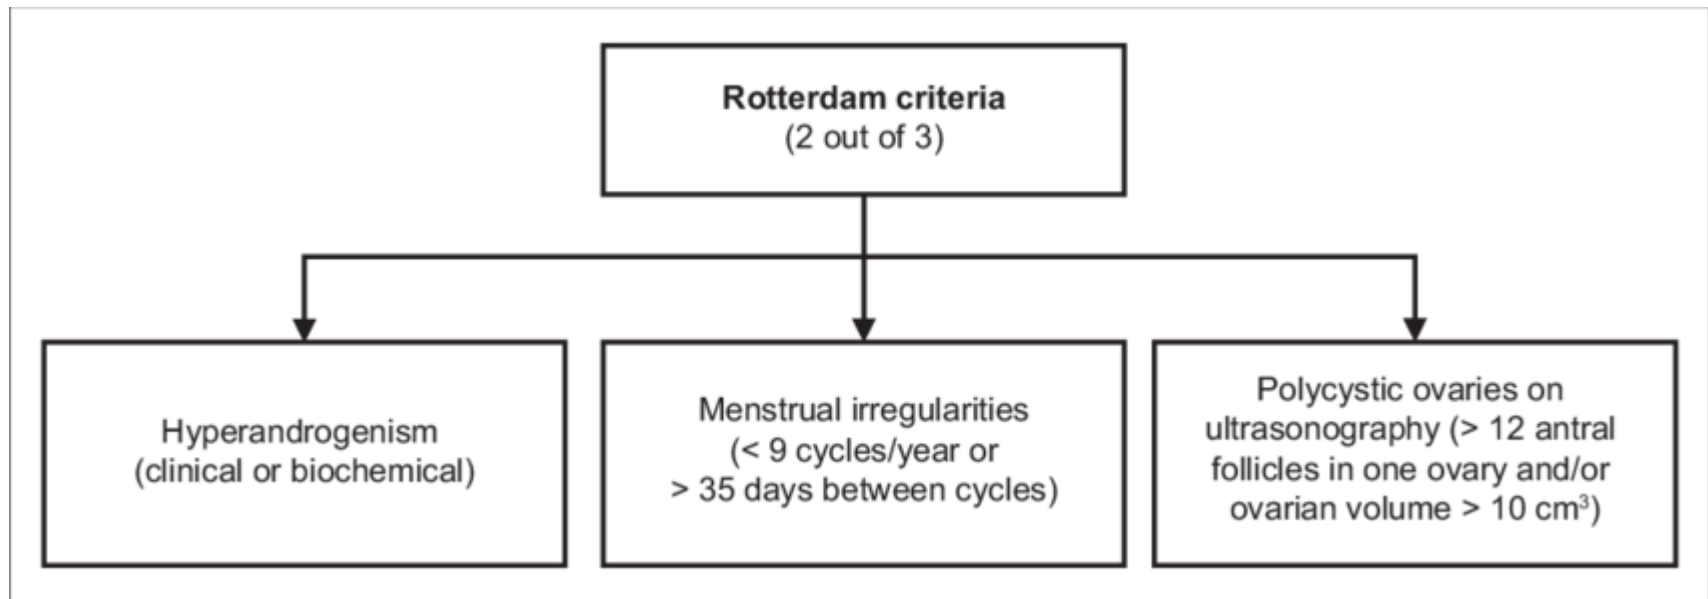 Rotterdam criteria
(2 out of 3)
Hyperandrogenism
(clinical or biochemical)
Menstrual irregularities
(< 9 cycles/year or
> 35 days between cycles)
Polycystic ovaries on
ultrasonography (> 12 antral
follicles in one ovary and/or
ovarian volume > 10 cm³)